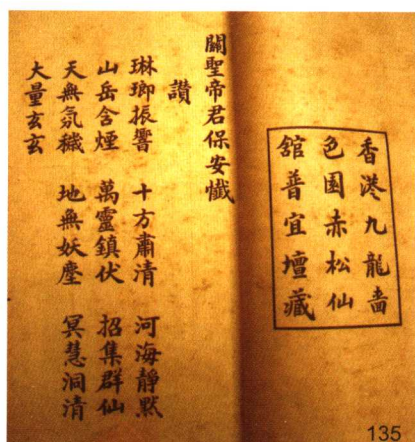 香港九龍嗇
色園赤松仙
舘普宜壇藏
關聖帝君保安懺
讚
琳瑯振響 十方肅清 河海靜默
山岳含煙 萬靈鎮伏 招集群仙
天無氛穢 地無妖塵 冥慧洞清
大量玄玄
135